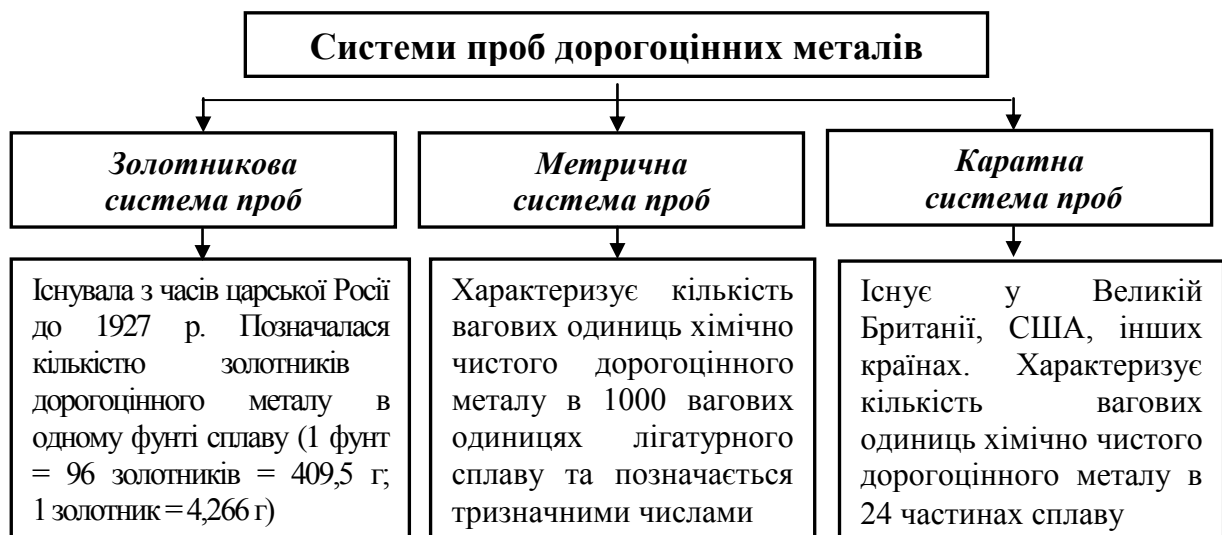 Системи проб дорогоцінних металів
Золотникова
система проб
Метрична
система проб
Каратна
система проб
Існувала з часів царської Росії
до 1927 р. Позначалася
кількістю золотників
дорогоцінного металу в
одному фунті сплаву (1 фунт
= 96 золотників = 409,5 г;
1 золотник = 4,266 г)
Характеризує кількість
вагових одиниць хімічно
чистого дорогоцінного
металу в 1000 вагових
одиницях лігатурного
сплаву та позначається
тризначними числами
Існує у Великій
Британії, США, інших
країнах. Характеризує
кількість вагових
одиниць хімічно чистого
дорогоцінного металу в
24 частинах сплаву